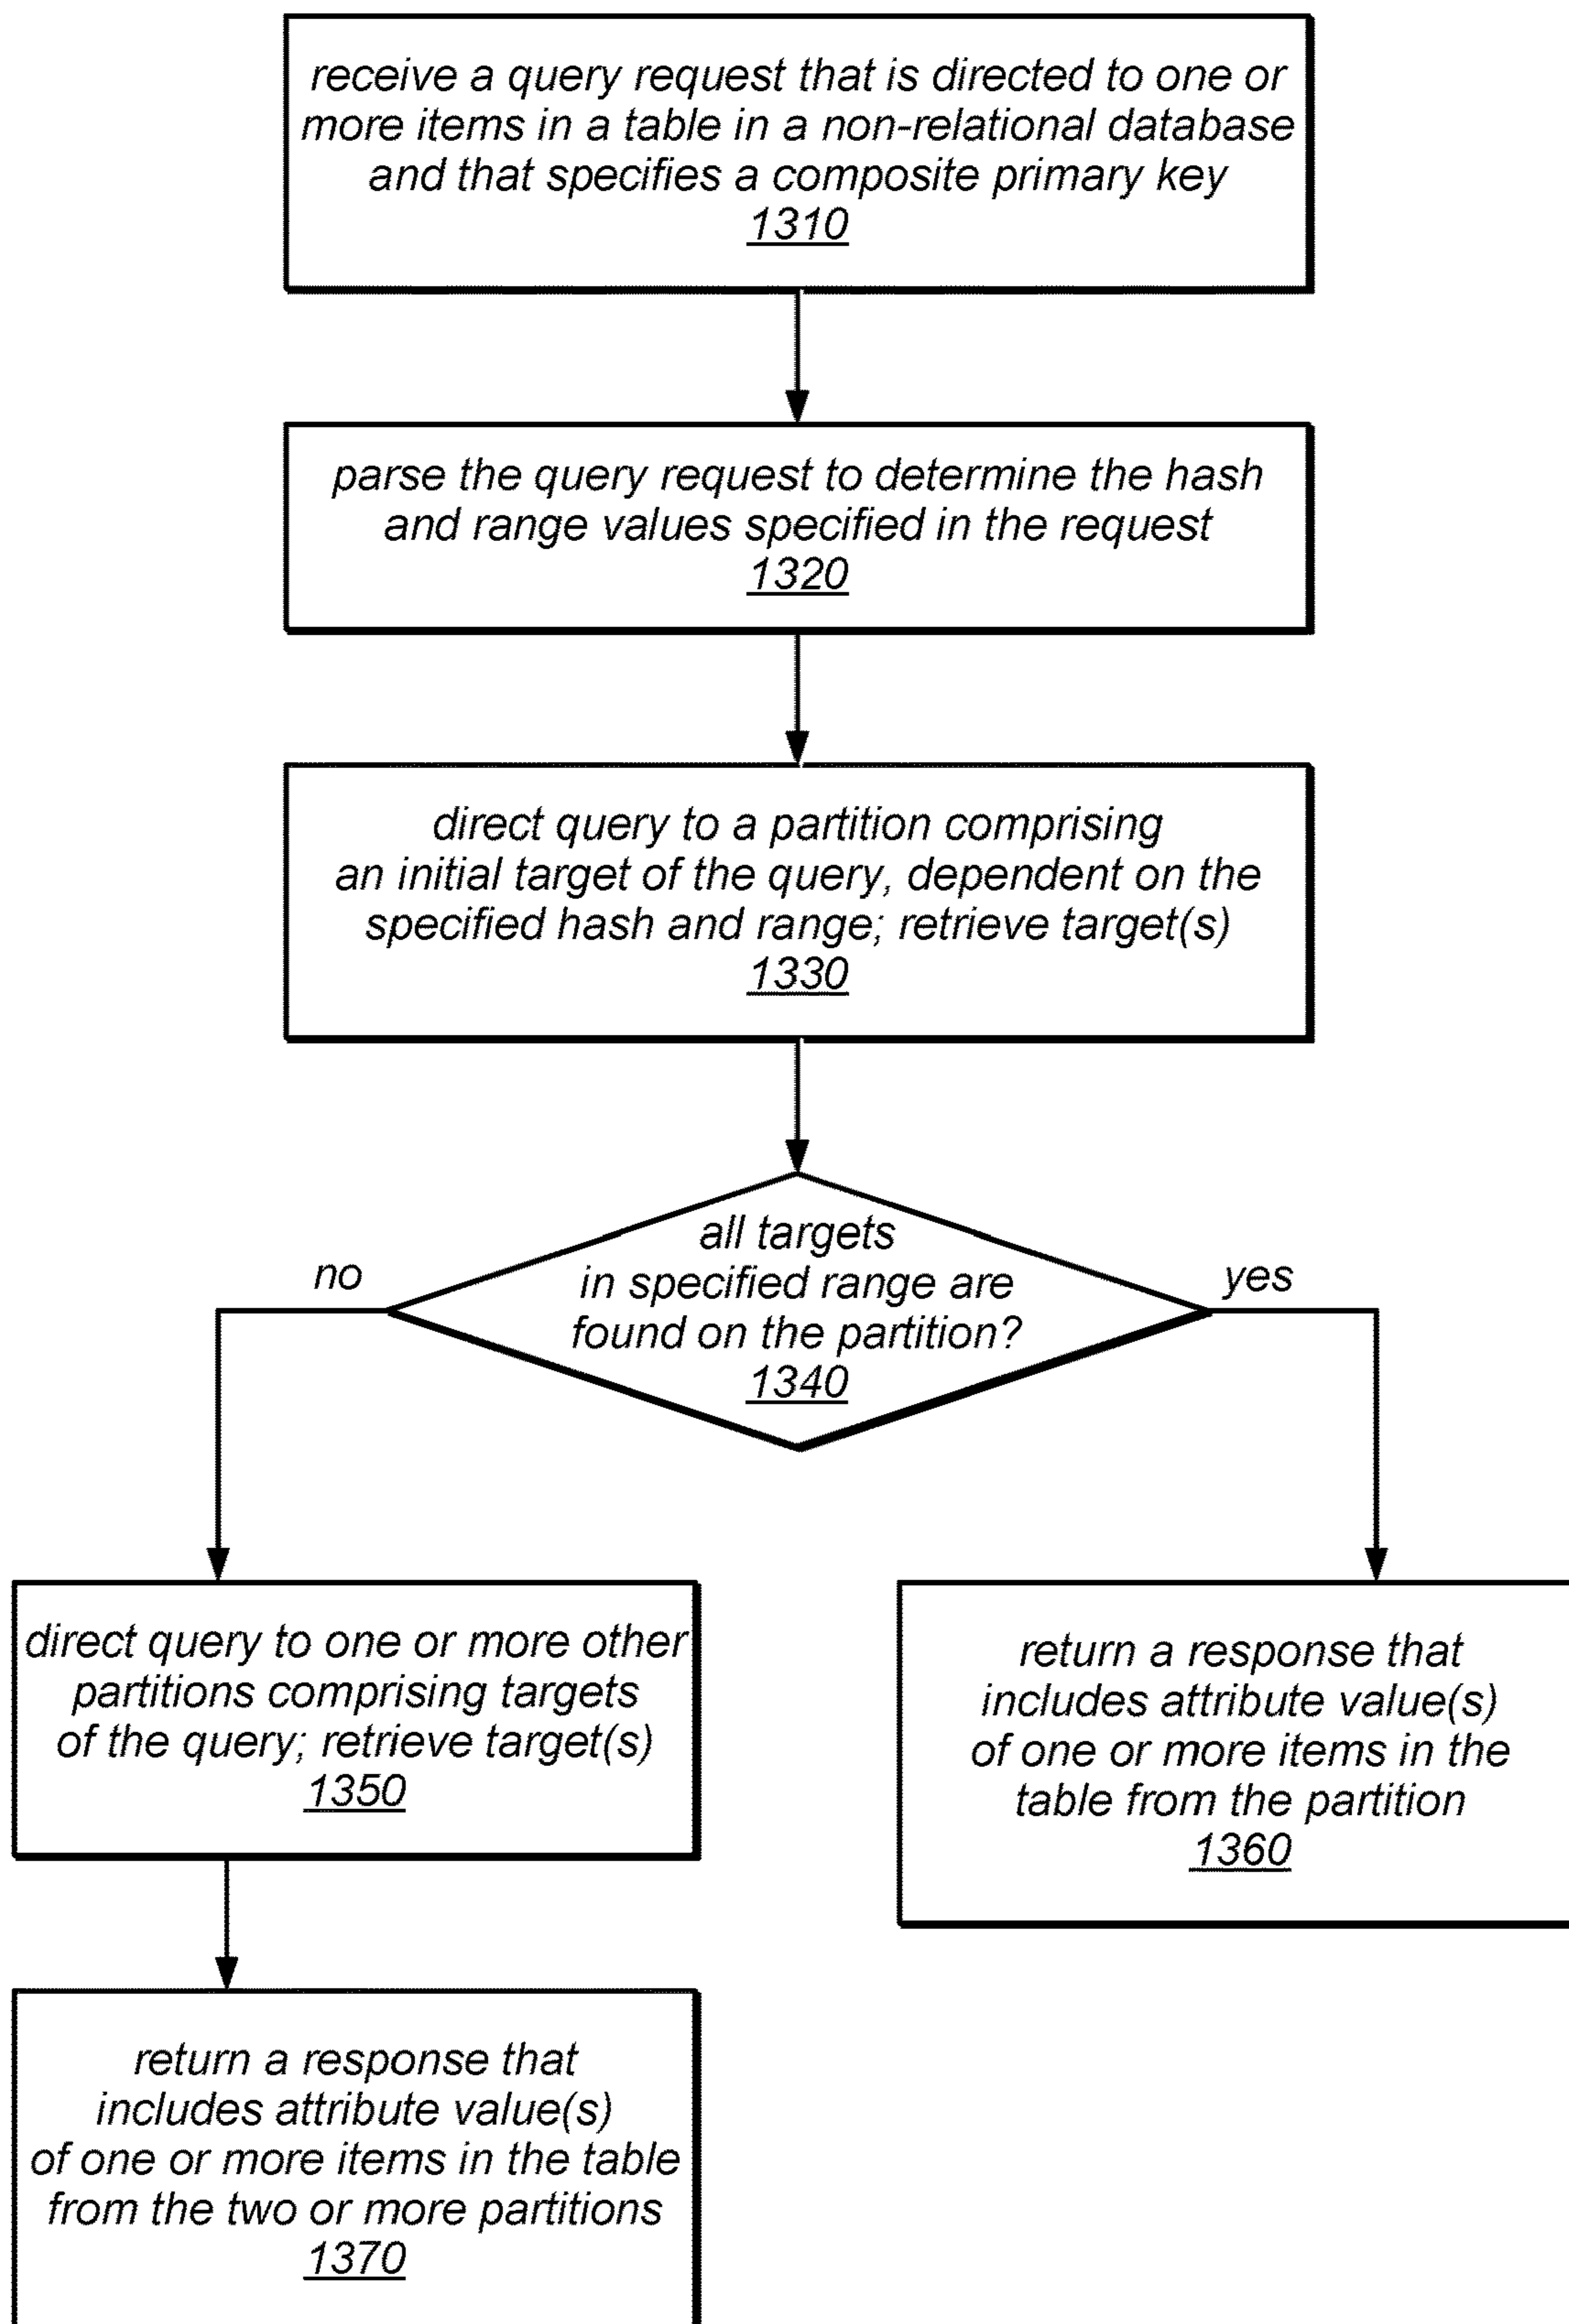 receive a query request that is directed to one or
more items in a table in a non-relational database
and that specifies a composite primary key
1310
parse the query request to determine the hash
and range values specified in the request
1320
direct query to a partition comprising
an initial target of the query, dependent on the
specified hash and range; retrieve target(s)
1330
all targets
in specified range are
found on the partition?
1340
no
yes
direct query to one or more other
partitions comprising targets
of the query; retrieve target(s)
1350
return a response that
includes attribute value(s)
of one or more items in the
table from the partition
1360
return a response that
includes attribute value(s)
of one or more items in the table
from the two or more partitions
1370